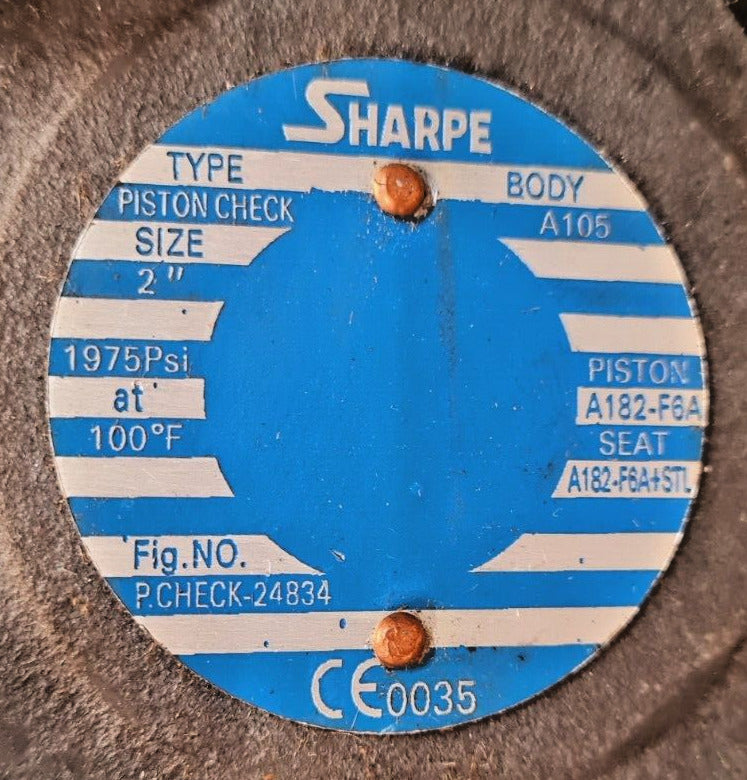 SHARPE
TYPE
PISTON CHECK
SIZE
2"
1975Psi
at
100°F
BODY
A105
PISTON
A182-F6A
SEAT
A182-F6A+STL
Fig.NO.
P.CHECK-24834
CE0035